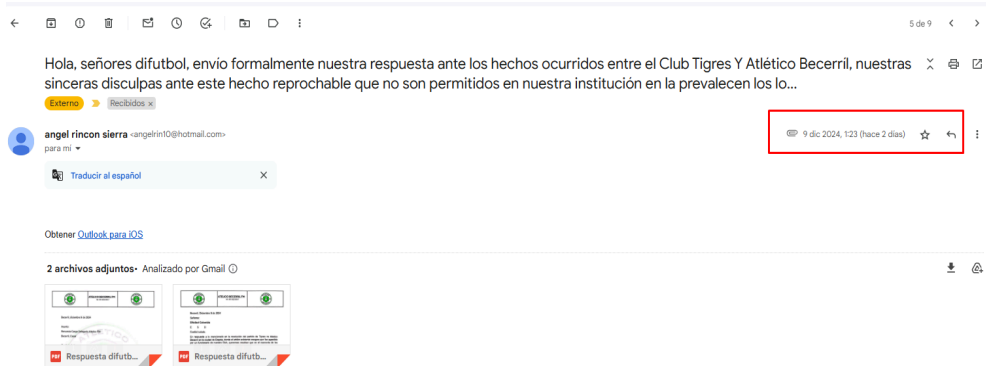 5 de 9
Hola, señores difutbol, envío formalmente nuestra respuesta ante los hechos ocurridos entre el Club Tigres Y Atlético Becerril, nuestras
sinceras disculpas ante este hecho reprochable que no son permitidos en nuestra institución en la prevalecen los lo...
Externo Recibidos x
angel rincon sierra <angelrin10@hotmail.com> 9 dic 2024, 1:23 (hace 2 días)
para mí
Traducir al español
Obtener Outlook para iOS
2 archivos adjuntos • Analizado por Gmail
PDF Respuesta difutb... PDF Respuesta difutb...